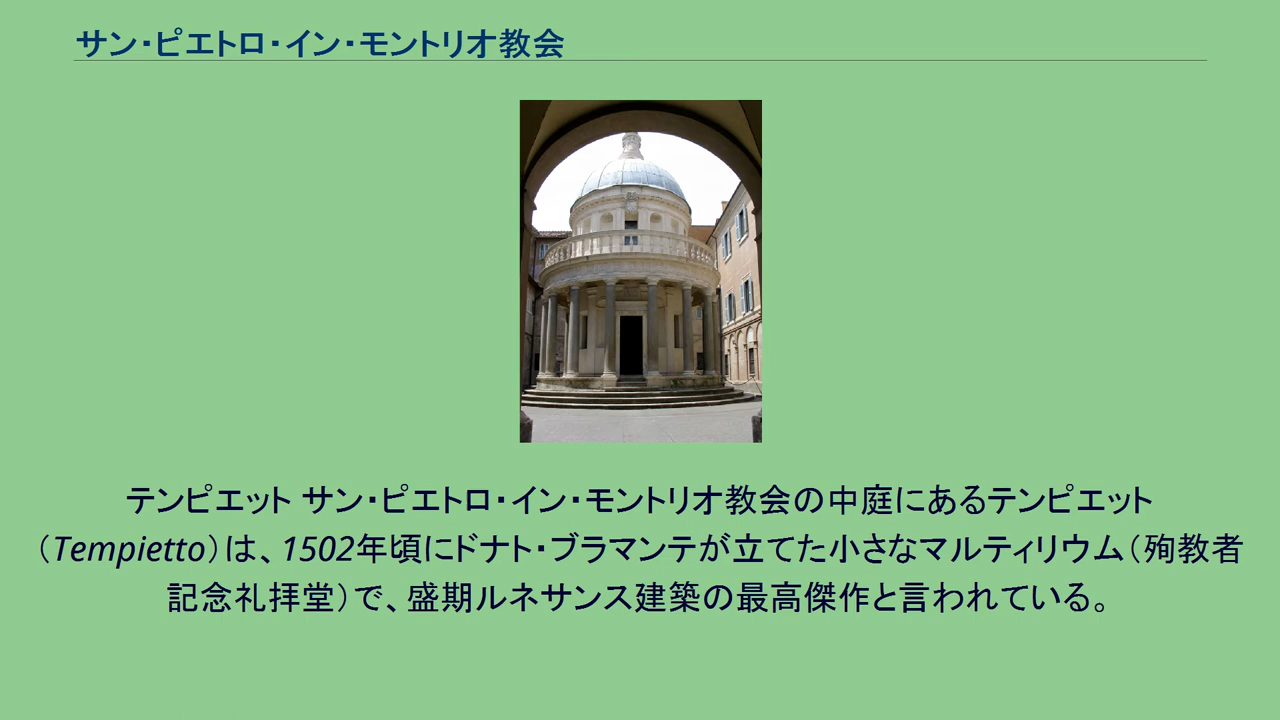 サン・ピエトロ・イン・モントリオ教会
テンピエット サン・ピエトロ・イン・モントリオ教会の中庭にあるテンピエット
（Tempietto）は、1502年頃にドナト・ブラマンテが立てた小さなマルティリウム（殉教者
記念礼拝堂）で、盛期ルネサンス建築の最高傑作と言われている。